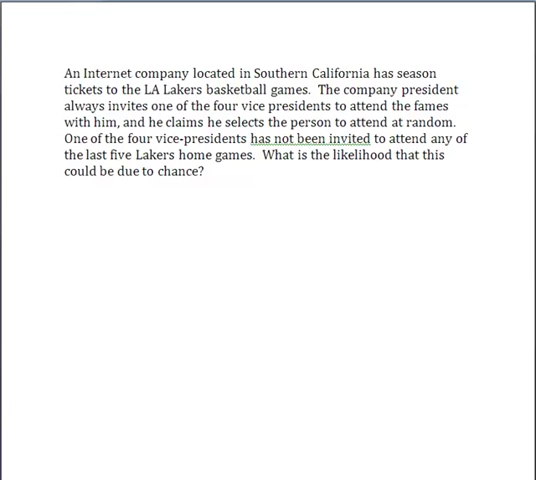 An Internet company located in Southern California has season
tickets to the LA Lakers basketball games.  The company president
always invites one of the four vice presidents to attend the fames
with him, and he claims he selects the person to attend at random.
One of the four vice-presidents has not been invited to attend any of
the last five Lakers home games.  What is the likelihood that this
could be due to chance?